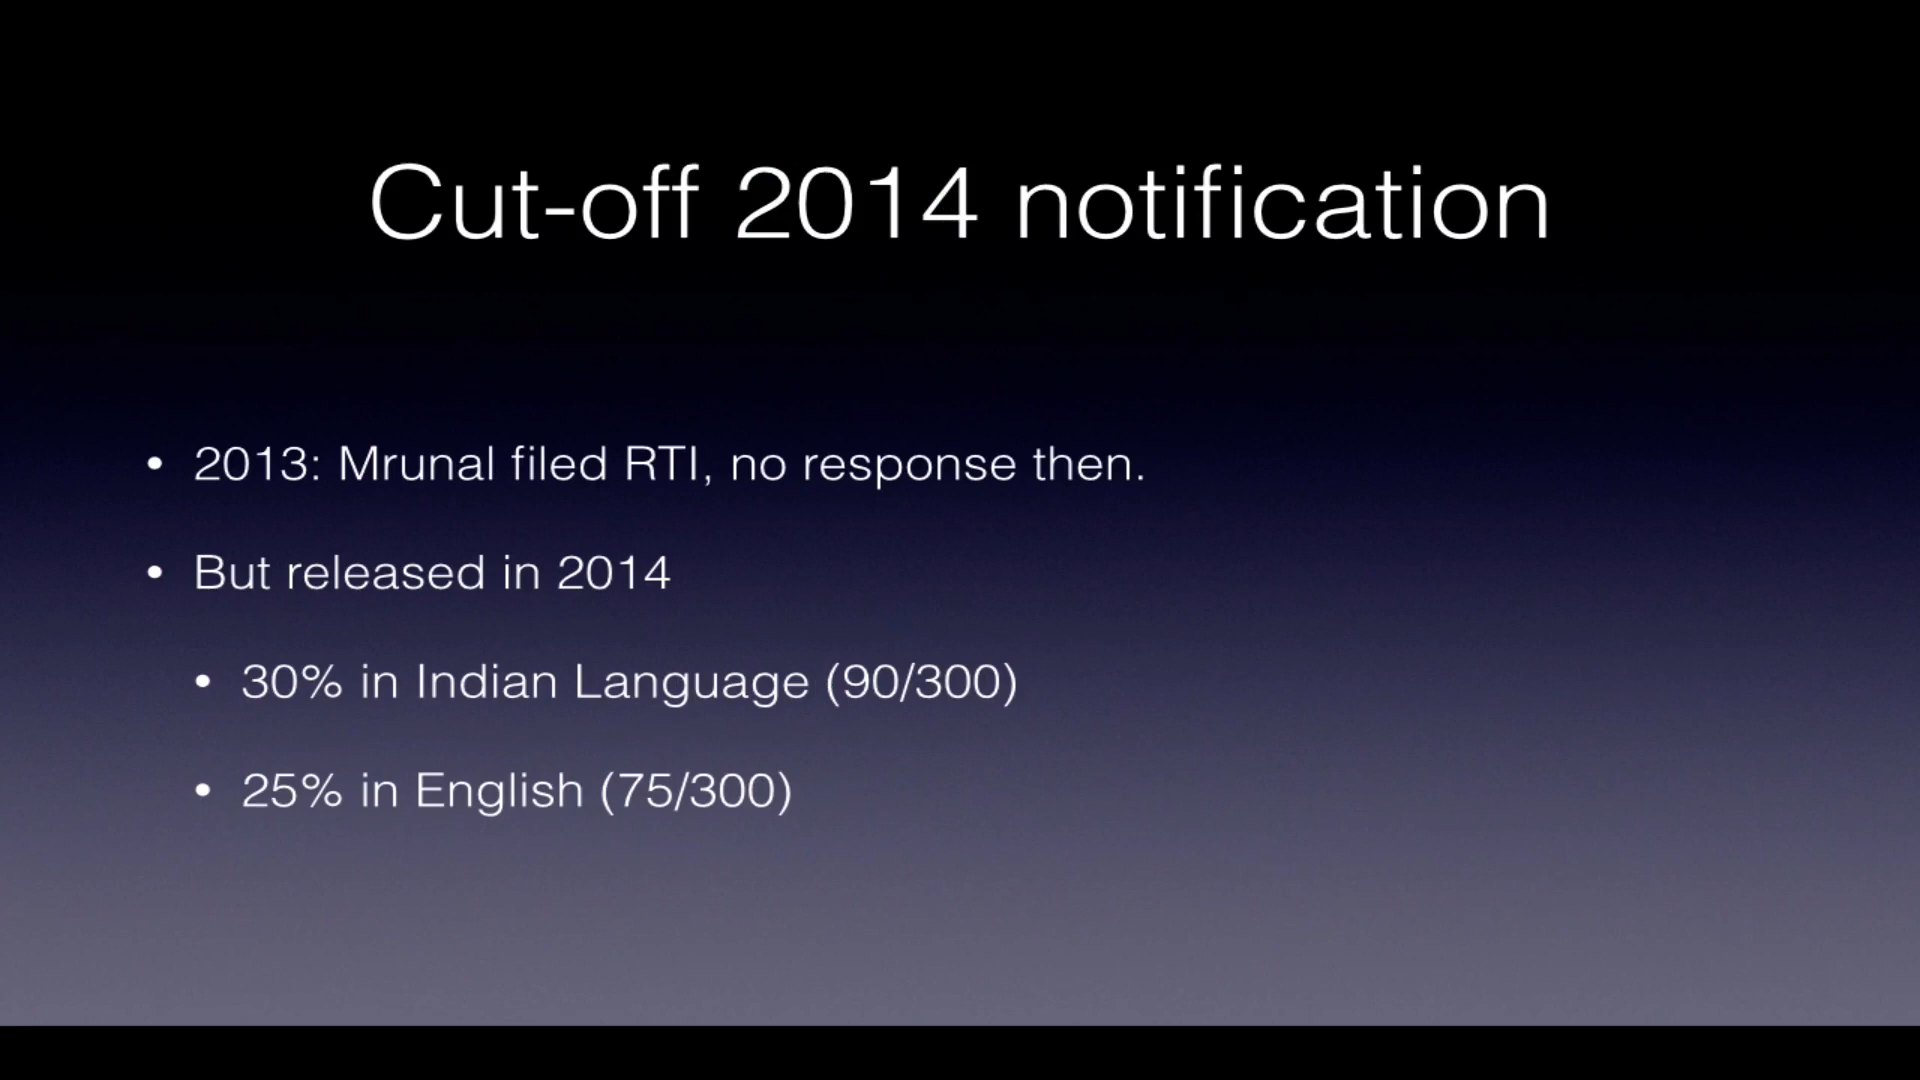 Cut-off 2014 notification
• 2013: Mrunal filed RTI, no response then.
• But released in 2014
• 30% in Indian Language (90/300)
• 25% in English (75/300)